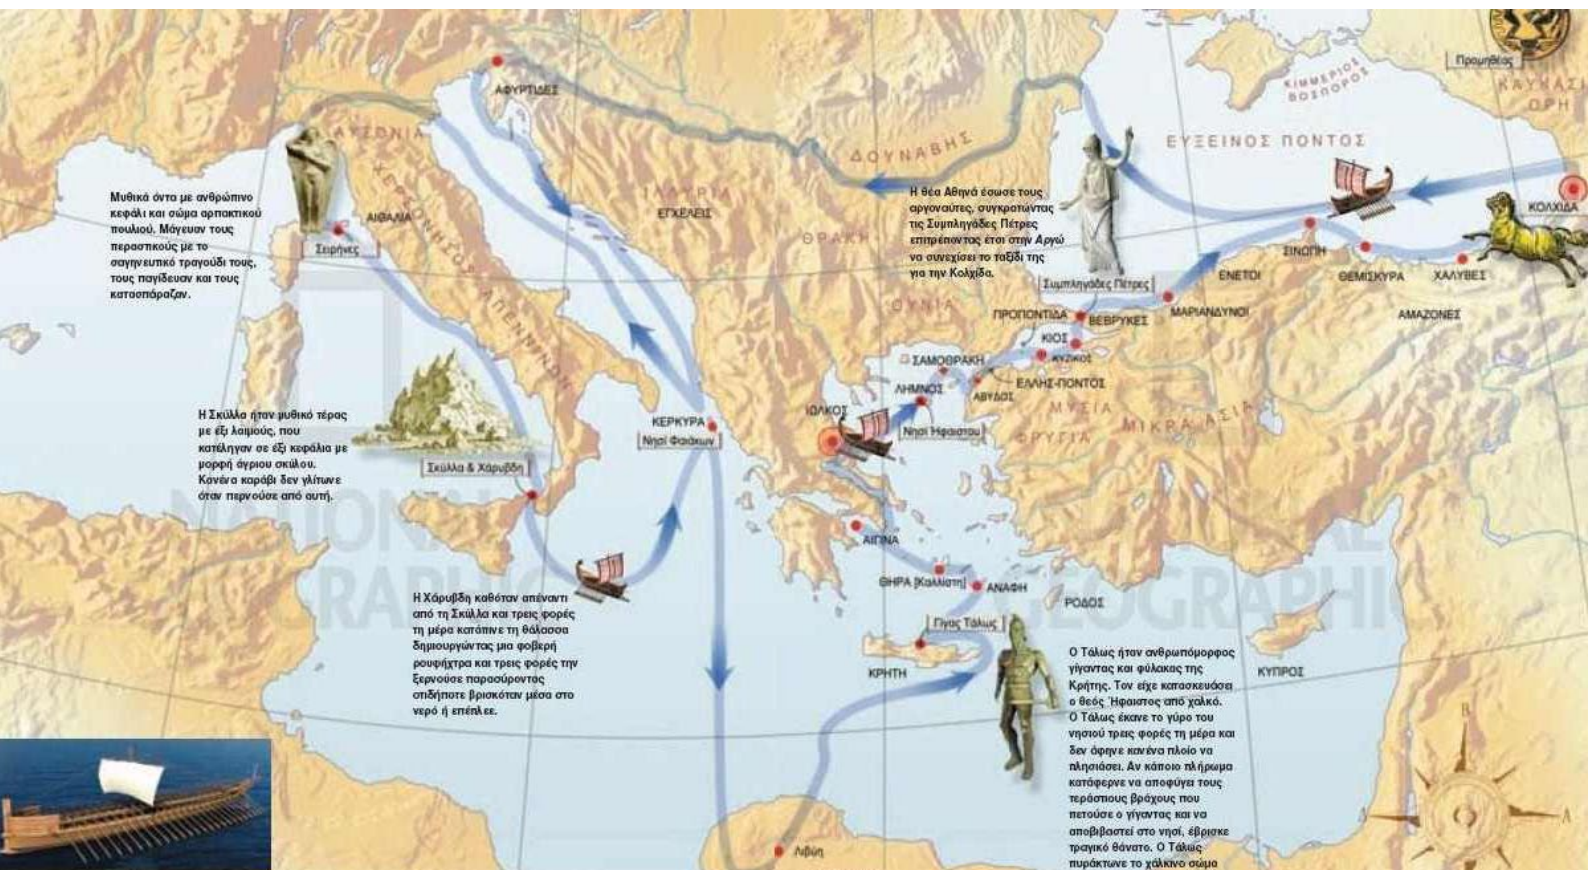 Προμηθέας
ΑΦΥΡΤΙΔΕΣ
ΚΙΜΜΕΡΙΟΣ
ΒΟΣΠΟΡΟΣ
ΚΑΥΚΑΣΙ
ΟΡΗ
ΑΥΣΟΝΙΑ
ΧΕΡΣΟΝΗΣΟΣ ΑΠΕΝΝΙΝΩΝ
ΔΟΥΝΑΒΗΣ
ΕΥΞΕΙΝΟΣ ΠΟΝΤΟΣ
Μυθικά όντα με ανθρώπινο
κεφάλι και σώμα αρπακτικού
πουλιού. Μάγευαν τους
περαστικούς με το
σαγηνευτικό τραγούδι τους,
τους παγίδευαν και τους
κατασπάραζαν.
ΑΙΘΑΛΙΑ
Σειρήνες
ΙΛΛΥΡΙΑ
ΕΓΧΕΛΕΙΣ
ΘΡΑΚΗ
Η θέα Αθηνά έσωσε τους
αργοναύτες, συγκρατώντας
τις Συμπληγάδες Πέτρες
επιτρέποντας έτσι στην Αργώ
να συνεχίσει το ταξίδι της
για την Κολχίδα.
ΚΟΛΧΙΔΑ
ΣΙΝΩΠΗ
ΕΝΕΤΟΙ
ΘΕΜΙΣΚΥΡΑ
ΧΑΛΥΒΕΣ
Συμπληγάδες Πέτρες
ΘΥΝΙΑ
ΠΡΟΠΟΝΤΙΔΑ
ΒΕΒΡΥΚΕΣ
ΜΑΡΙΑΝΔΥΝΟΙ
ΑΜΑΖΟΝΕΣ
ΚΙΟΣ
ΚΥΖΙΚΟΣ
ΣΑΜΟΘΡΑΚΗ
ΛΗΜΝΟΣ
ΕΛΛΗΣ-ΠΟΝΤΟΣ
ΑΒΥΔΟΣ
ΜΥΣΙΑ
ΜΙΚΡΑ ΑΣΙΑ
ΦΡΥΓΙΑ
Νησί Ηφαίστου
ΙΩΛΚΟΣ
Η Σκύλλα ήταν μυθικό τέρας
με έξι λαιμούς, που
κατέληγαν σε έξι κεφάλια με
μορφή άγριου σκύλου.
Κανένα καράβι δεν γλίτωνε
όταν περνούσε από αυτή.
ΚΕΡΚΥΡΑ
Νησί Φαιάκων
Σκύλλα & Χάρυβδη
NATIONAL
GEOGRAPHIC
ΑΙΓΙΝΑ
ΘΗΡΑ [Καλλίστη]
ΑΝΑΦΗ
ΡΟΔΟΣ
Η Χάρυβδη καθόταν απέναντι
από τη Σκύλλα και τρεις φορές
τη μέρα κατάπινε τη θάλασσα
δημιουργώντας μια φοβερή
ρουφήχτρα και τρεις φορές την
ξερνούσε παρασύροντας
οτιδήποτε βρισκόταν μέσα στο
νερό ή επέπλεε.
Γίγας Τάλως
ΚΡΗΤΗ
ΚΥΠΡΟΣ
Ο Τάλως ήταν ανθρωπόμορφος
γίγαντας και φύλακας της
Κρήτης. Τον είχε κατασκευάσει
ο θεός Ήφαιστος από χαλκό.
Ο Τάλως έκανε το γύρο του
νησιού τρεις φορές τη μέρα και
δεν άφηνε κανένα πλοίο να
πλησιάσει. Αν κάποιο πλήρωμα
κατάφερνε να αποφύγει τους
τεράστιους βράχους που
πετούσε ο γίγαντας και να
αποβιβαστεί στο νησί, έβρισκε
τραγικό θάνατο. Ο Τάλως
πυράκτωνε το χάλκινο σώμα
Β
Δ
Α
Λιβύη